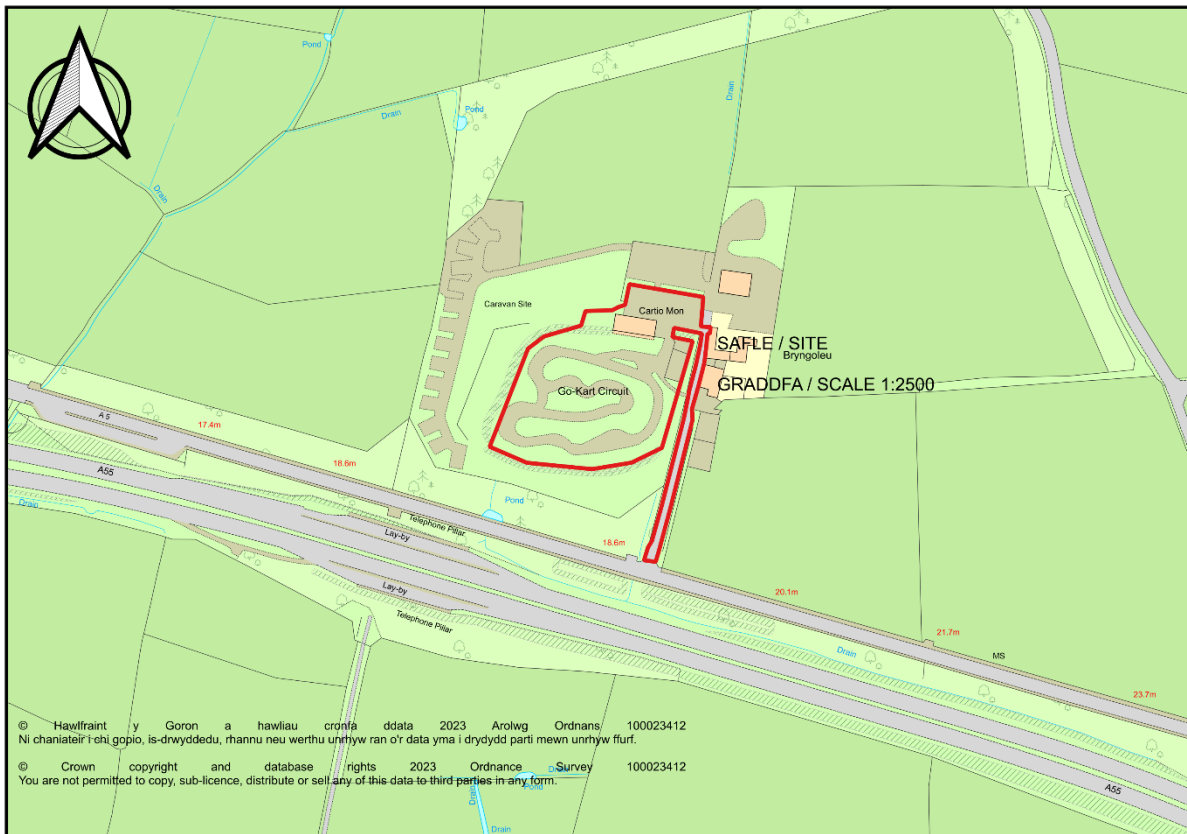 Pond
Drain
Pond
Drain
Drain
Caravan Site
Cartio Mon
SAFLE / SITE
Bryngoleu
GRADDFA / SCALE 1:2500
Go-Kart Circuit
A 5
17.4m
18.6m
A55
Drain
Pond
Telephone Pillar
Lay-by
18.6m
Lay-by
Telephone Pillar
20.1m
21.7m
Drain
MS
23.7m
© Hawlfraint y Goron a hawliau cronfa ddata 2023 Arolwg Ordnans 100023412
Ni chaniateir i chi gopio, is-drwyddedu, rhannu neu werthu unrhyw ran o'r data yma i drydydd parti mewn unrhyw ffurf.
© Crown copyright and database rights 2023 Ordnance Survey 100023412
You are not permitted to copy, sub-licence, distribute or sell any of this data to third parties in any form.
Drain
Pond
Drain
Drain
A55